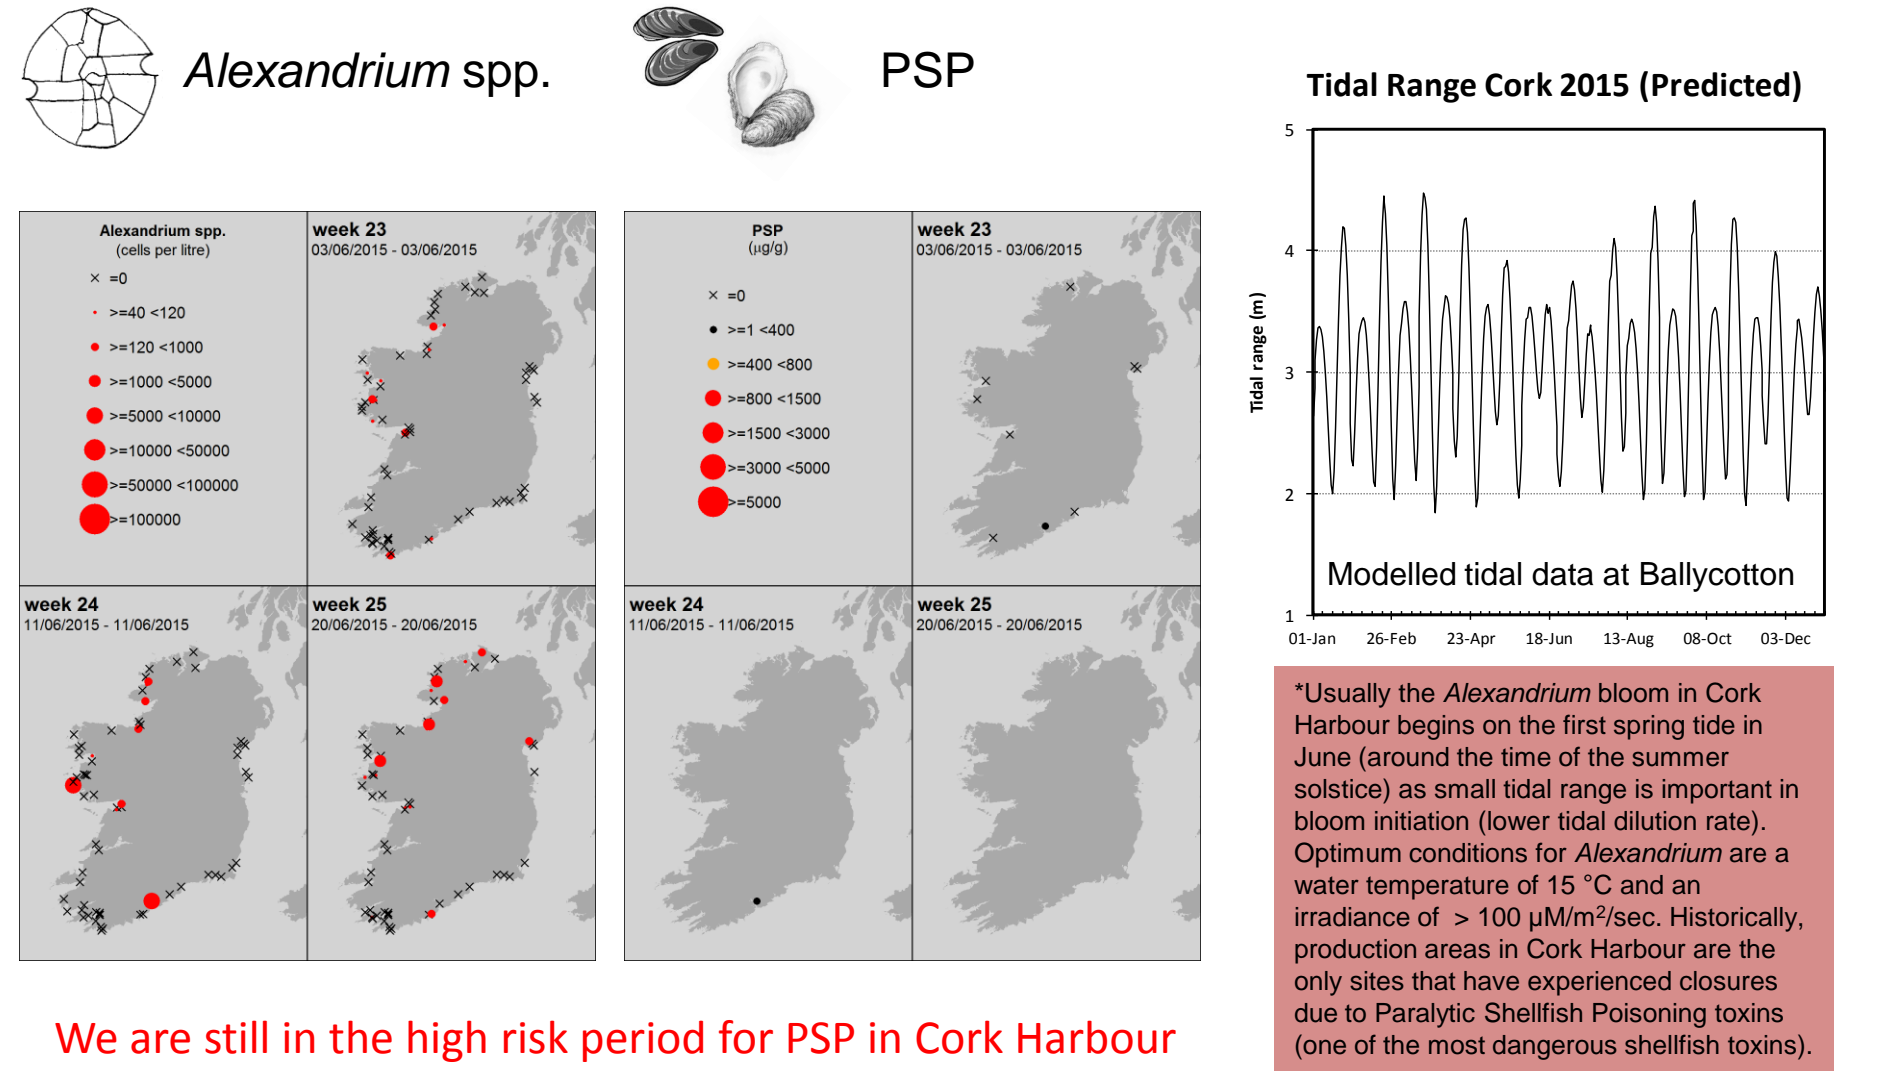 Alexandrium spp.
PSP
Alexandrium spp.
(cells per litre)
=0
>=40 <120
>=120 <1000
>=1000 <5000
>=5000 <10000
>=10000 <50000
>=50000 <100000
>=100000
week 23
03/06/2015 - 03/06/2015
week 24
11/06/2015 - 11/06/2015
week 25
20/06/2015 - 20/06/2015
PSP
(µg/g)
=0
>=1 <400
>=400 <800
>=800 <1500
>=1500 <3000
>=3000 <5000
>=5000
week 23
03/06/2015 - 03/06/2015
week 24
11/06/2015 - 11/06/2015
week 25
20/06/2015 - 20/06/2015
We are still in the high risk period for PSP in Cork Harbour
Tidal Range Cork 2015 (Predicted)
Tidal range (m)
5
4
3
2
1
Modelled tidal data at Ballycotton
01-Jan 26-Feb 23-Apr 18-Jun 13-Aug 08-Oct 03-Dec
*Usually the Alexandrium bloom in Cork
Harbour begins on the first spring tide in
June (around the time of the summer
solstice) as small tidal range is important in
bloom initiation (lower tidal dilution rate).
Optimum conditions for Alexandrium are a
water temperature of 15 °C and an
irradiance of > 100 µM/m²/sec. Historically,
production areas in Cork Harbour are the
only sites that have experienced closures
due to Paralytic Shellfish Poisoning toxins
(one of the most dangerous shellfish toxins).